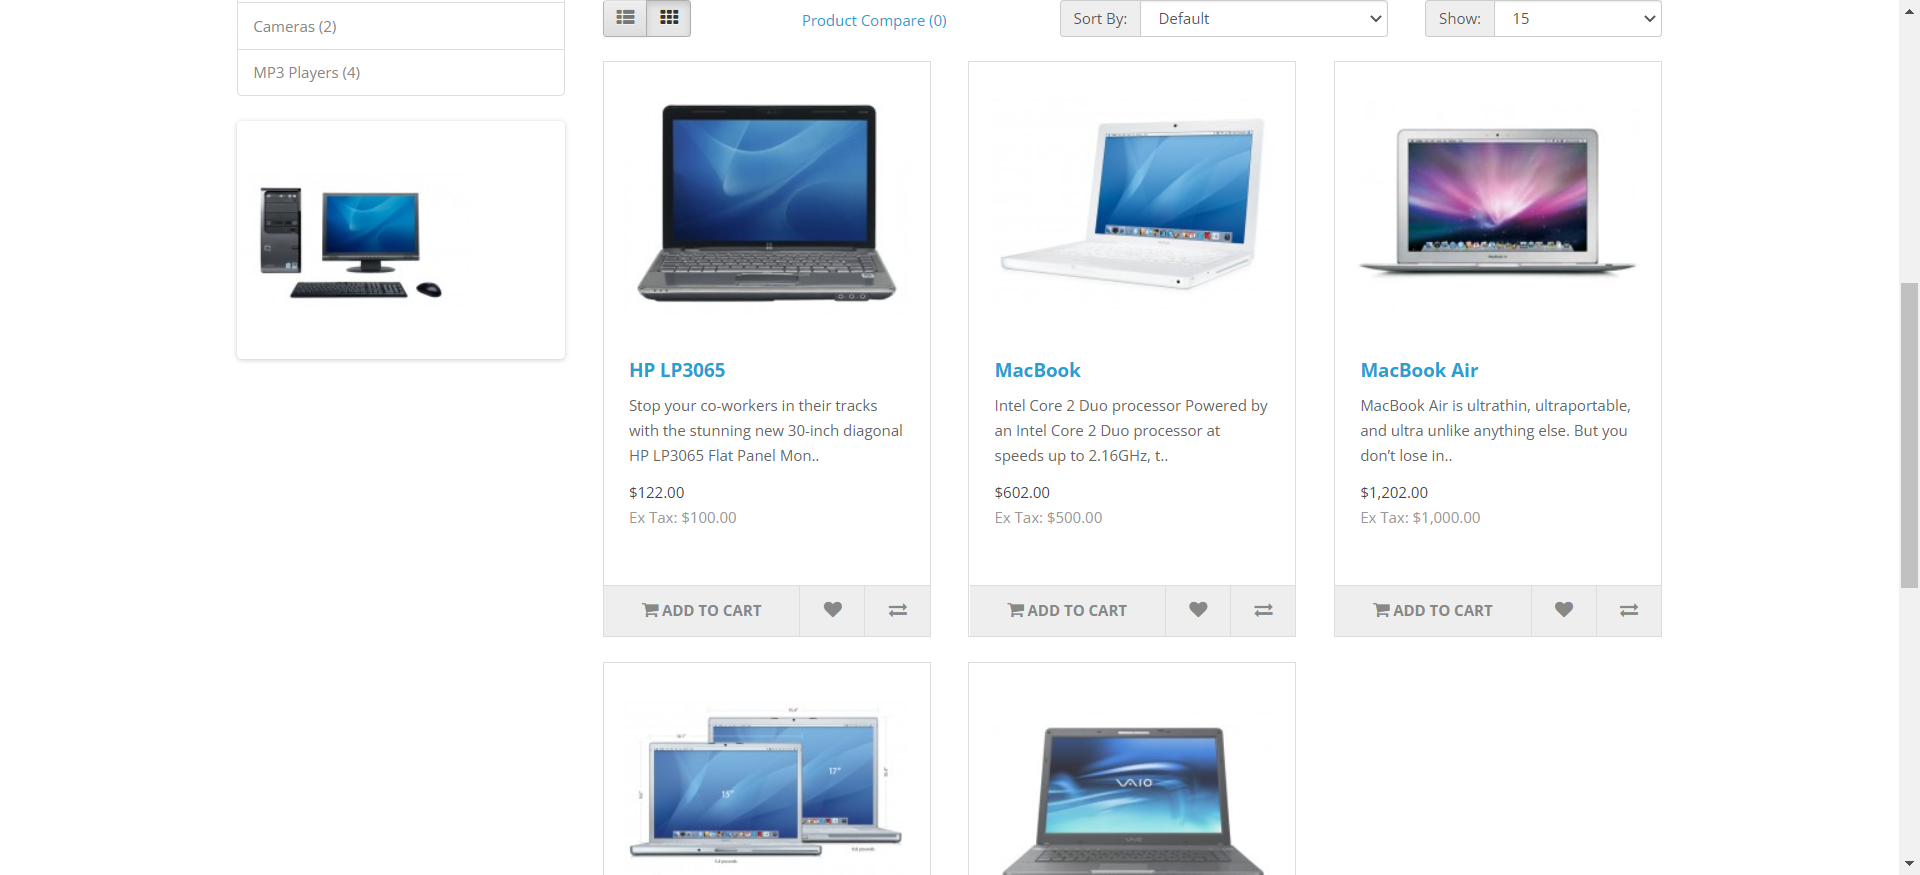 Cameras (2)
MP3 Players (4)
Product Compare (0)
Sort By:
Default
Show:
15
HP LP3065
Stop your co-workers in their tracks
with the stunning new 30-inch diagonal
HP LP3065 Flat Panel Mon..
$122.00
Ex Tax: $100.00
ADD TO CART
MacBook
Intel Core 2 Duo processor Powered by
an Intel Core 2 Duo processor at
speeds up to 2.16GHz, t..
$602.00
Ex Tax: $500.00
ADD TO CART
MacBook Air
MacBook Air is ultrathin, ultraportable,
and ultra unlike anything else. But you
don’t lose in..
$1,202.00
Ex Tax: $1,000.00
ADD TO CART
15"
17"
VAIO